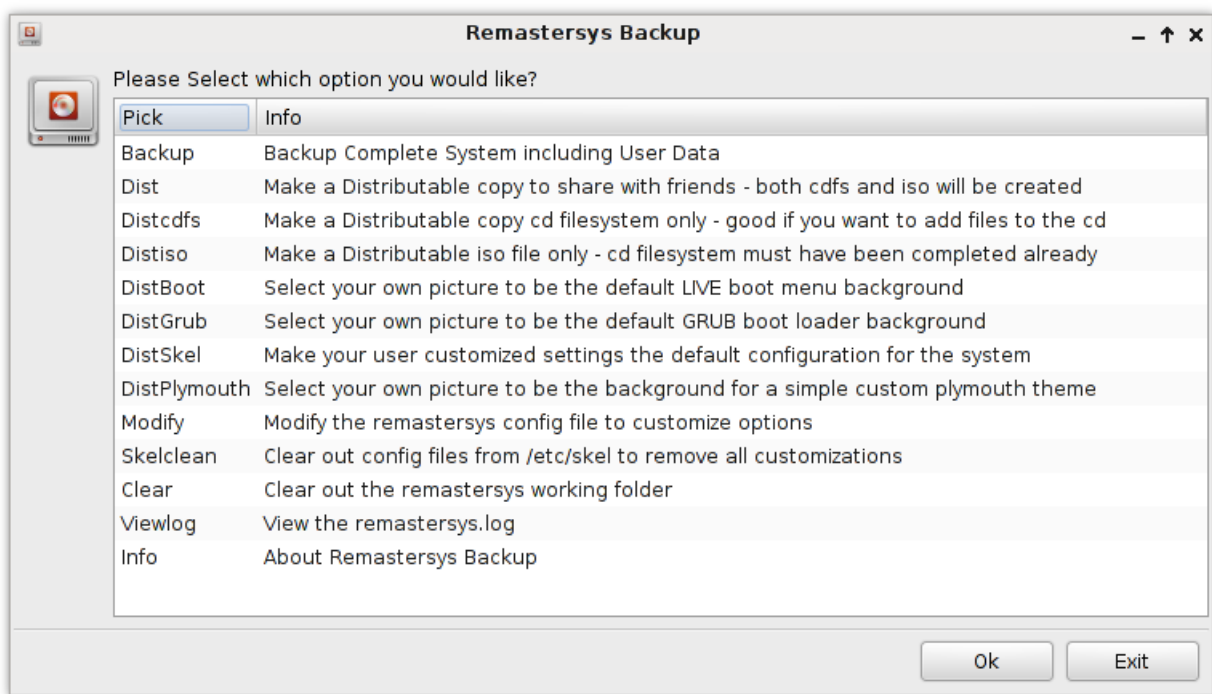 Remastersys Backup
Please Select which option you would like?
Pick Info
Backup Backup Complete System including User Data
Dist Make a Distributable copy to share with friends - both cdfs and iso will be created
Distcdfs Make a Distributable copy cd filesystem only - good if you want to add files to the cd
Distiso Make a Distributable iso file only - cd filesystem must have been completed already
DistBoot Select your own picture to be the default LIVE boot menu background
DistGrub Select your own picture to be the default GRUB boot loader background
DistSkel Make your user customized settings the default configuration for the system
DistPlymouth Select your own picture to be the background for a simple custom plymouth theme
Modify Modify the remastersys config file to customize options
Skelclean Clear out config files from /etc/skel to remove all customizations
Clear Clear out the remastersys working folder
Viewlog View the remastersys.log
Info About Remastersys Backup
Ok Exit